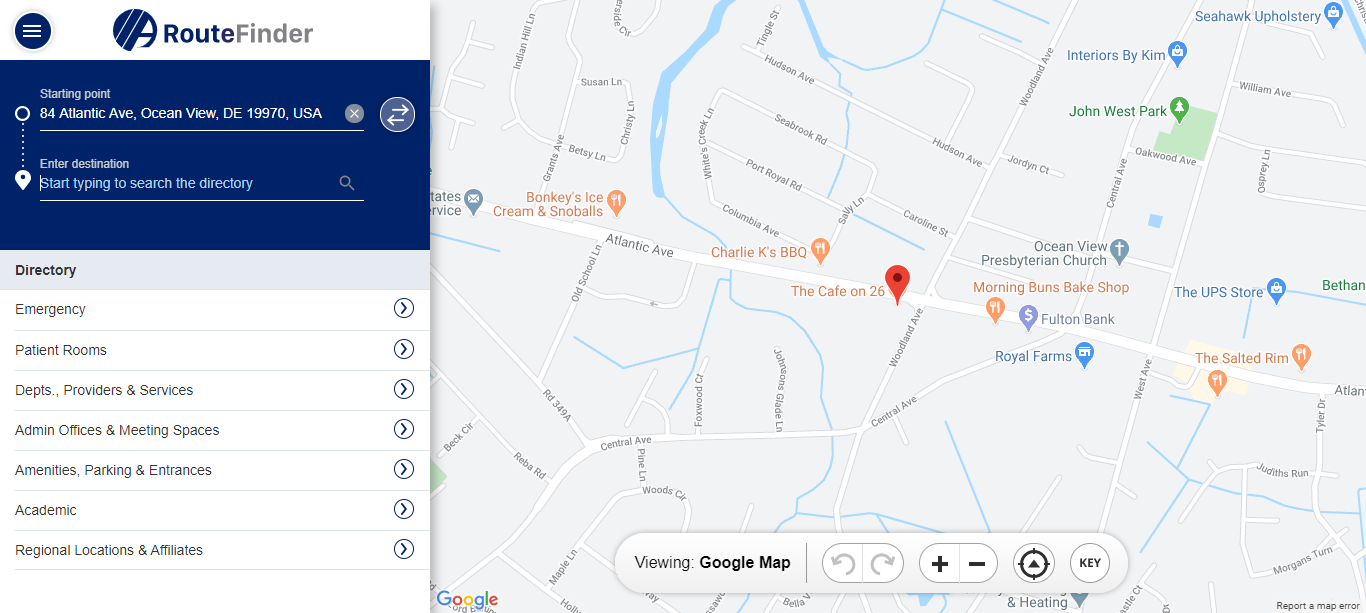 RouteFinder
Starting point
84 Atlantic Ave, Ocean View, DE 19970, USA
Enter destination
Start typing to search the directory
Directory
Emergency
Patient Rooms
Depts., Providers & Services
Admin Offices & Meeting Spaces
Amenities, Parking & Entrances
Academic
Regional Locations & Affiliates
Seahawk Upholstery
Interiors By Kim
John West Park
William Ave
Oakwood Ave
Osprey Ln
Central Ave
Woodland Ave
Tingle St
Hudson Ave
Hudson Ave
Seabrook Rd
Jordyn Ct
Port Royal Rd
White's Creek Ln
Columbia Ave
Sally Ln
Caroline St
Indian Hill Ln
Susan Ln
Christy Ln
Betsy Ln
Grants Ave
Bonkey's Ice
Cream & Snoballs
Atlantic Ave
Charlie K's BBQ
The Cafe on 26
Ocean View
Presbyterian Church
Morning Buns Bake Shop
The UPS Store
Fulton Bank
Royal Farms
The Salted Rim
Old School Ln
Woodland Ave
West Ave
Tyler Dr
Johnsons Glade Ln
Foxwood Ct
Rd 349A
Central Ave
Central Ave
Beck Cir
Reba Rd
Pine Ln
Woods Cir
Judiths Run
Morgans Turn
Maple Ln
Viewing: Google Map
KEY
& Heating
Google
Report a map error